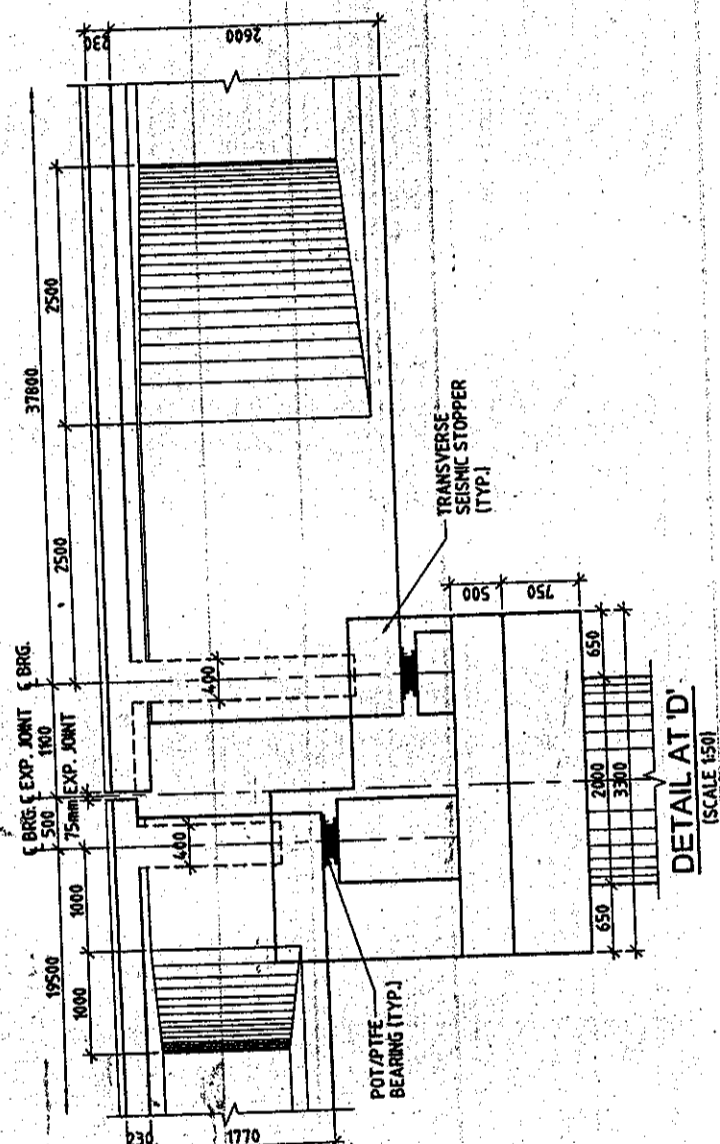 37800
2500
2500
℄ BRG. ℄ EXP. JOINT ℄ BRG.
500
1100
75mm EXP. JOINT
19500
1000
1000
230
2600
400
400
TRANSVERSE
SEISMIC STOPPER
(TYP.)
POT/PTFE
BEARING (TYP.)
230
1770
500
750
650
2000
650
3300
DETAIL AT 'D'
(SCALE 1:50)